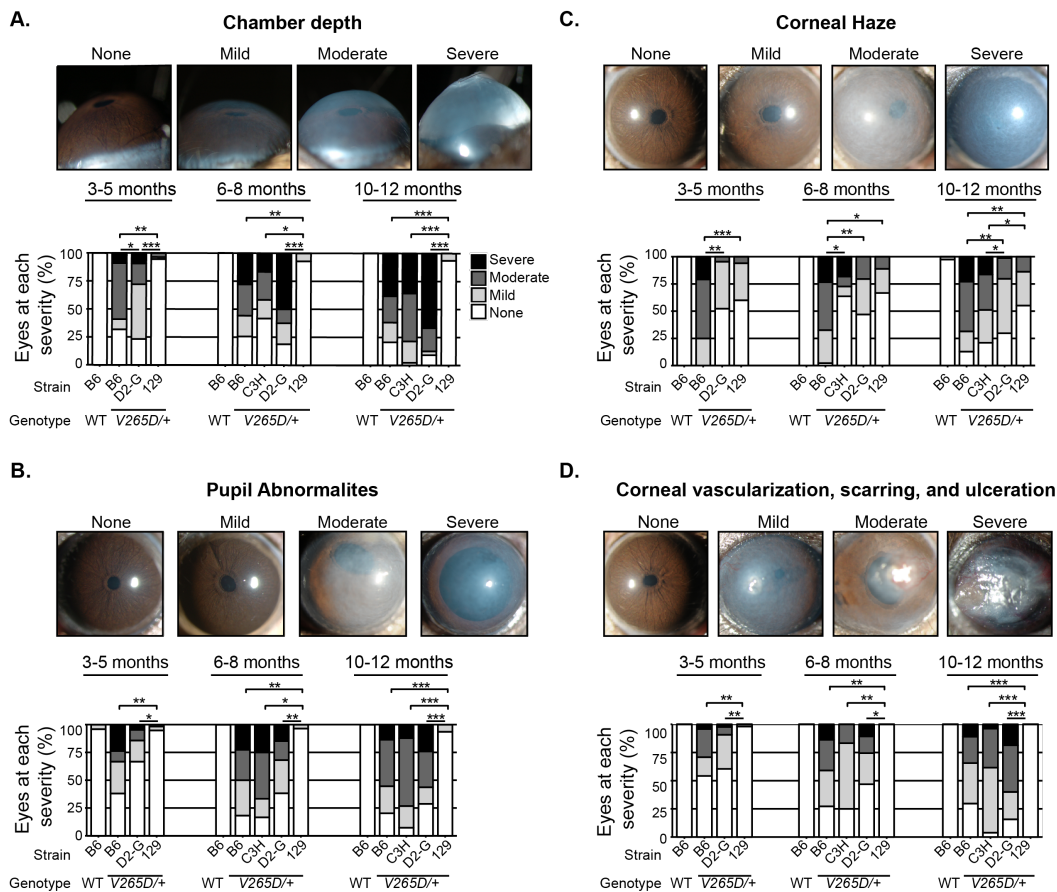 A.
Chamber depth
None Mild Moderate Severe
3-5 months 6-8 months 10-12 months
** ** ***
* *** * *** *** ***
100
75
50
25
0
Eyes at each
severity (%)
Severe
Moderate
Mild
None
Strain B6 B6 D2-G 129 B6 B6 C3H D2-G 129 B6 B6 C3H D2-G 129
Genotype WT V265D/+ WT V265D/+ WT V265D/+
C.
Corneal Haze
None Mild Moderate Severe
3-5 months 6-8 months 10-12 months
*** ** * ** * ** * ** *
100
75
50
25
0
Eyes at each
severity (%)
Strain B6 B6 D2-G 129 B6 B6 C3H D2-G 129 B6 B6 C3H D2-G 129
Genotype WT V265D/+ WT V265D/+ WT V265D/+
B.
Pupil Abnormalites
None Mild Moderate Severe
3-5 months 6-8 months 10-12 months
** * ** * ** *** *** ***
100
75
50
25
0
Eyes at each
severity (%)
Strain B6 B6 D2-G 129 B6 B6 C3H D2-G 129 B6 B6 C3H D2-G 129
Genotype WT V265D/+ WT V265D/+ WT V265D/+
D.
Corneal vascularization, scarring, and ulceration
None Mild Moderate Severe
3-5 months 6-8 months 10-12 months
** ** ** ** * *** *** ***
100
75
50
25
0
Eyes at each
severity (%)
Strain B6 B6 D2-G 129 B6 B6 C3H D2-G 129 B6 B6 C3H D2-G 129
Genotype WT V265D/+ WT V265D/+ WT V265D/+